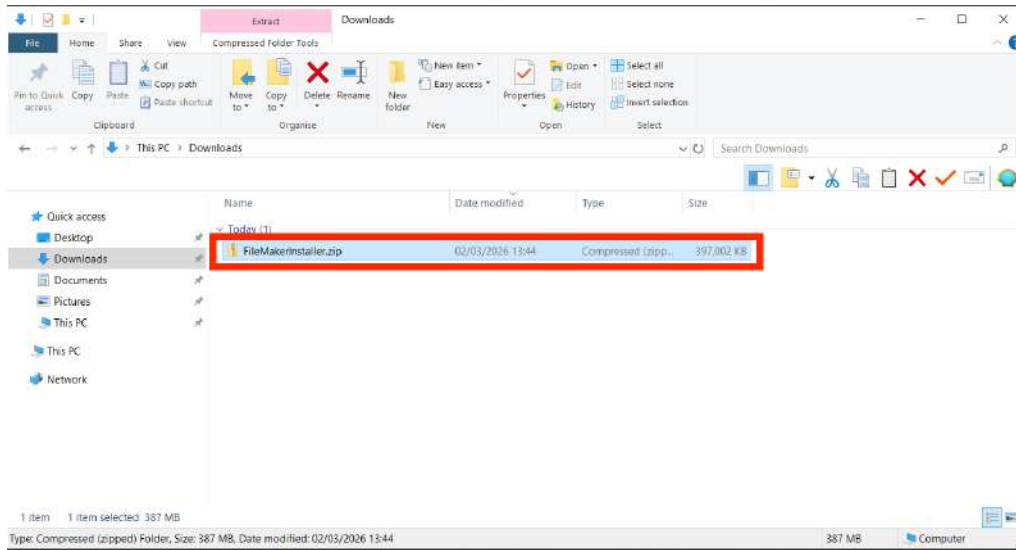 Extract Downloads
File Home Share View Compressed Folder Tools
Pin to Quick access
Copy
Paste
Cut
Copy path
Paste shortcut
Clipboard
Move to
Copy to
Delete
Rename
Organise
New folder
New item
Easy access
New
Properties
Open
Edit
History
Open
Select all
Select none
Invert selection
Select
This PC > Downloads
Search Downloads
Name Date modified Type Size
Quick access
Desktop
Downloads
Documents
Pictures
This PC
This PC
Network
Today (1)
FileMakerInstaller.zip 02/03/2026 13:44 Compressed (zipp... 397,002 KB
1 item 1 item selected 387 MB
Type: Compressed (zipped) Folder, Size: 387 MB, Date modified: 02/03/2026 13:44 387 MB Computer